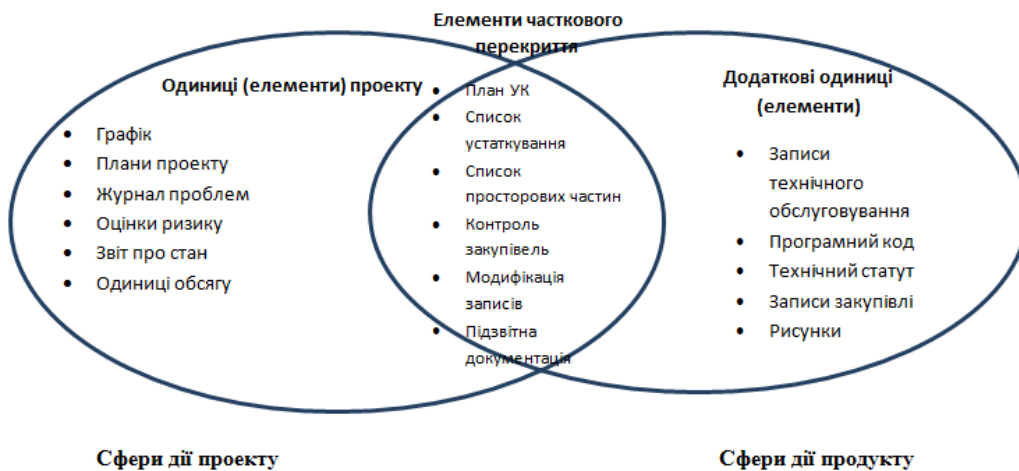 Елементи часткового
перекриття
Одиниці (елементи) проекту
• Графік
• Плани проекту
• Журнал проблем
• Оцінки ризику
• Звіт про стан
• Одиниці обсягу
• План УК
• Список
устаткування
• Список
просторових частин
• Контроль
закупівель
• Модифікація
записів
• Підзвітна
документація
Додаткові одиниці
(елементи)
• Записи
технічного
обслуговування
• Програмний код
• Технічний статут
• Записи закупівлі
• Рисунки
Сфери дії проекту
Сфери дії продукту